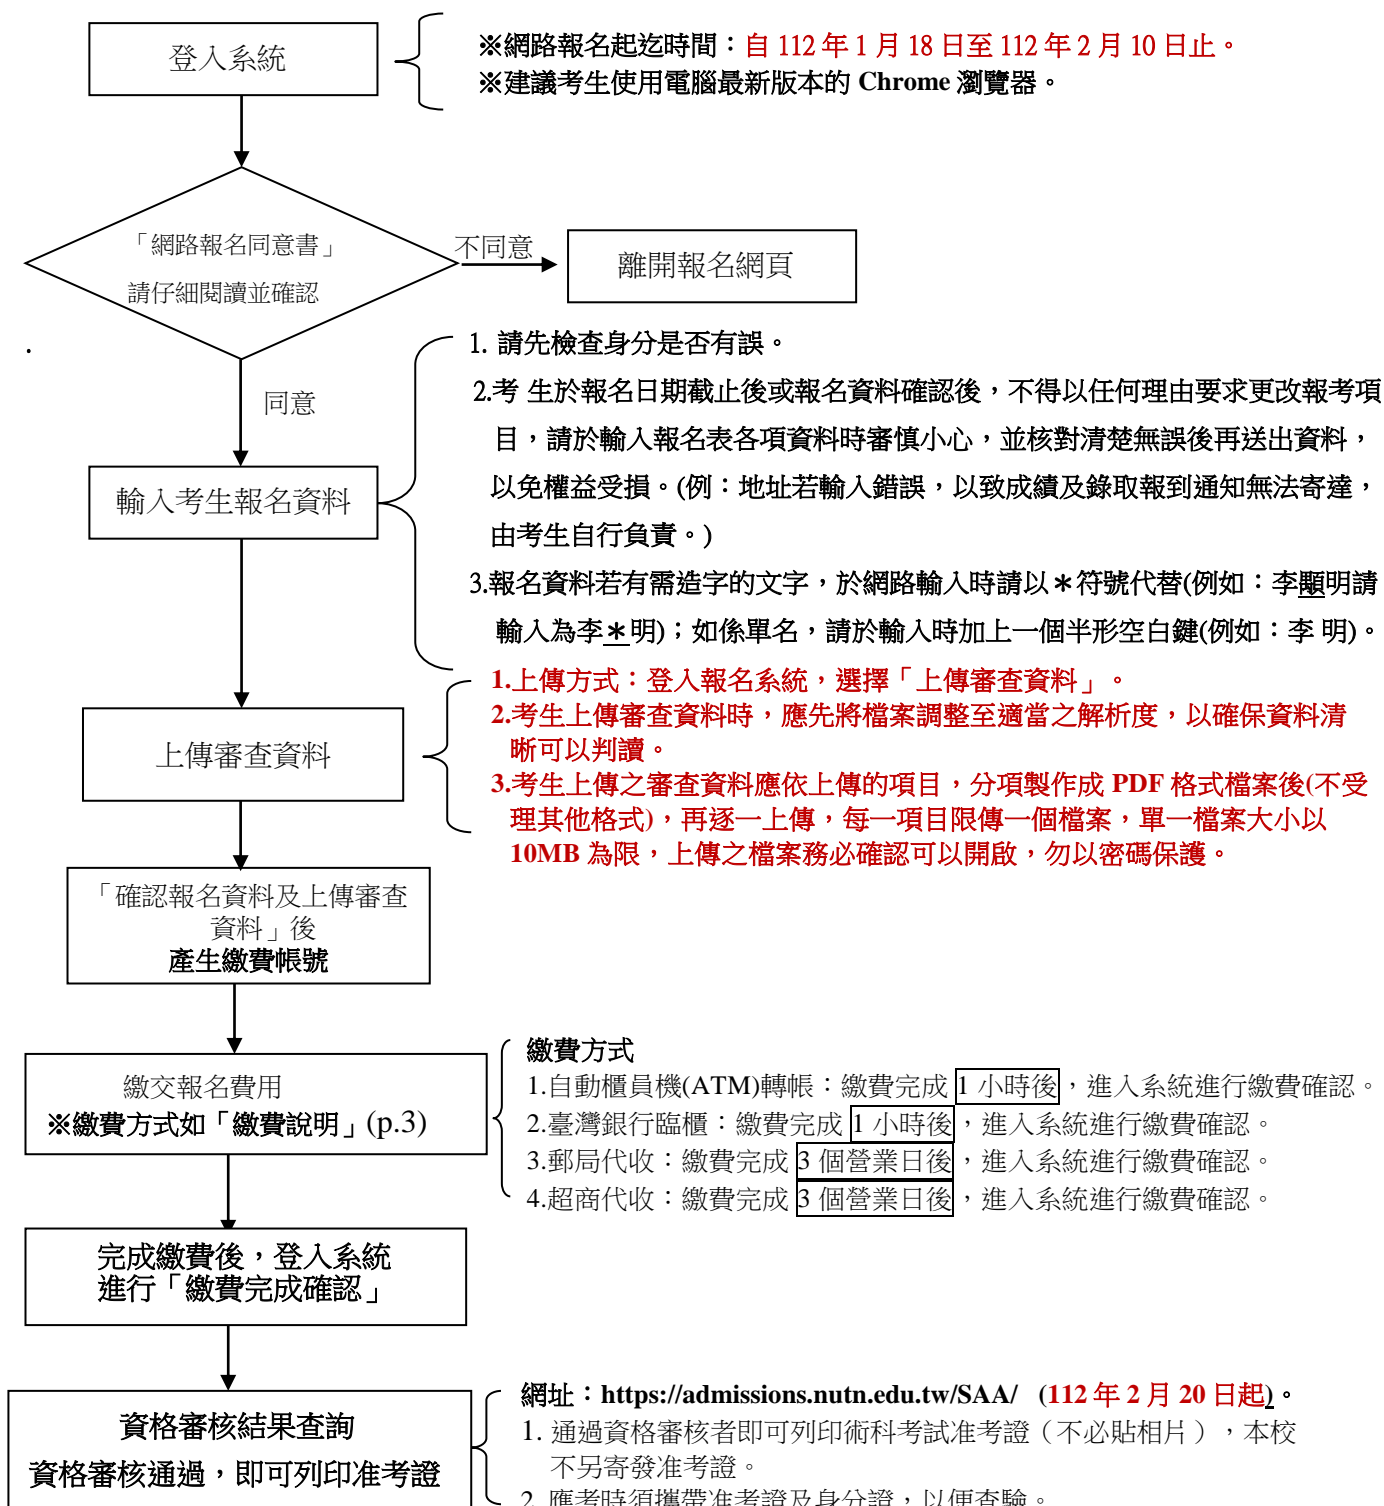 登入系統
※網路報名起迄時間：自 112 年 1 月 18 日至 112 年 2 月 10 日止。
※建議考生使用電腦最新版本的 Chrome 瀏覽器。
「網路報名同意書」
請仔細閱讀並確認
不同意
離開報名網頁
.
同意
1. 請先檢查身分是否有誤。
2.考 生於報名日期截止後或報名資料確認後，不得以任何理由要求更改報考項
目，請於輸入報名表各項資料時審慎小心，並核對清楚無誤後再送出資料，
以免權益受損。(例：地址若輸入錯誤，以致成績及錄取報到通知無法寄達，
由考生自行負責。)
3.報名資料若有需造字的文字，於網路輸入時請以＊符號代替(例如：李顯明請
輸入為李＊明)；如係單名，請於輸入時加上一個半形空白鍵(例如：李 明)。
輸入考生報名資料
上傳審查資料
1.上傳方式：登入報名系統，選擇「上傳審查資料」。
2.考生上傳審查資料時，應先將檔案調整至適當之解析度，以確保資料清
晰可以判讀。
3.考生上傳之審查資料應依上傳的項目，分項製作成 PDF 格式檔案後(不受
理其他格式)，再逐一上傳，每一項目限傳一個檔案，單一檔案大小以
10MB 為限，上傳之檔案務必確認可以開啟，勿以密碼保護。
「確認報名資料及上傳審查
資料」後
產生繳費帳號
繳交報名費用
※繳費方式如「繳費說明」(p.3)
繳費方式
1.自動櫃員機(ATM)轉帳：繳費完成 1 小時後，進入系統進行繳費確認。
2.臺灣銀行臨櫃：繳費完成 1 小時後，進入系統進行繳費確認。
3.郵局代收：繳費完成 3 個營業日後，進入系統進行繳費確認。
4.超商代收：繳費完成 3 個營業日後，進入系統進行繳費確認。
完成繳費後，登入系統
進行「繳費完成確認」
資格審核結果查詢
資格審核通過，即可列印准考證
網址：https://admissions.nutn.edu.tw/SAA/ (112 年 2 月 20 日起)。
1. 通過資格審核者即可列印術科考試准考證（不必貼相片），本校
不另寄發准考證。
2. 應考時須攜帶准考證及身分證，以便查驗。